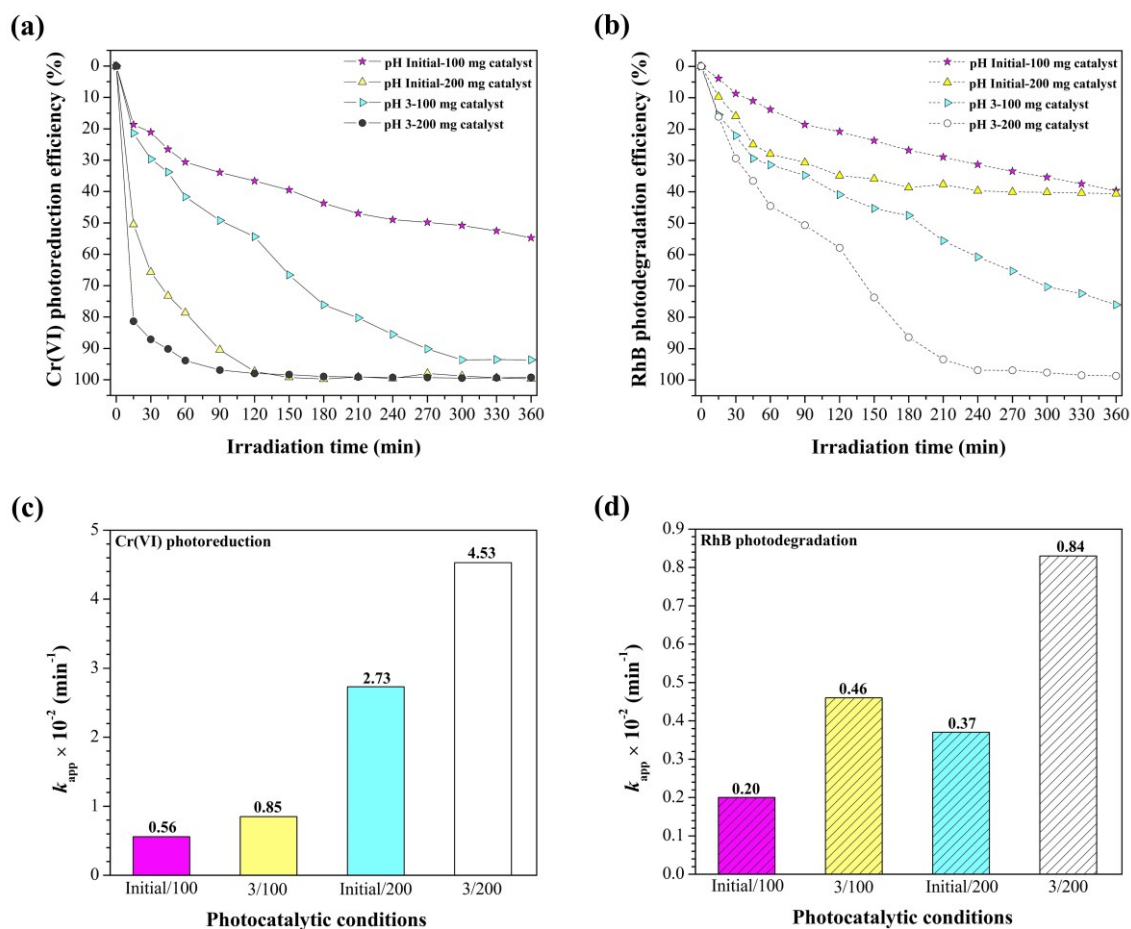 (a)
Cr(VI) photoreduction efficiency (%)
0
10
20
30
40
50
60
70
80
90
100
pH Initial-100 mg catalyst
pH Initial-200 mg catalyst
pH 3-100 mg catalyst
pH 3-200 mg catalyst
0 30 60 90 120 150 180 210 240 270 300 330 360
Irradiation time (min)
(b)
RhB photodegradation efficiency (%)
0
10
20
30
40
50
60
70
80
90
100
pH Initial-100 mg catalyst
pH Initial-200 mg catalyst
pH 3-100 mg catalyst
pH 3-200 mg catalyst
0 30 60 90 120 150 180 210 240 270 300 330 360
Irradiation time (min)
(c)
Cr(VI) photoreduction
k app × 10⁻² (min⁻¹)
5
4
3
2
1
0
0.56
0.85
2.73
4.53
Initial/100 3/100 Initial/200 3/200
Photocatalytic conditions
(d)
RhB photodegradation
k app × 10⁻² (min⁻¹)
0.9
0.8
0.7
0.6
0.5
0.4
0.3
0.2
0.1
0.0
0.20
0.46
0.37
0.84
Initial/100 3/100 Initial/200 3/200
Photocatalytic conditions